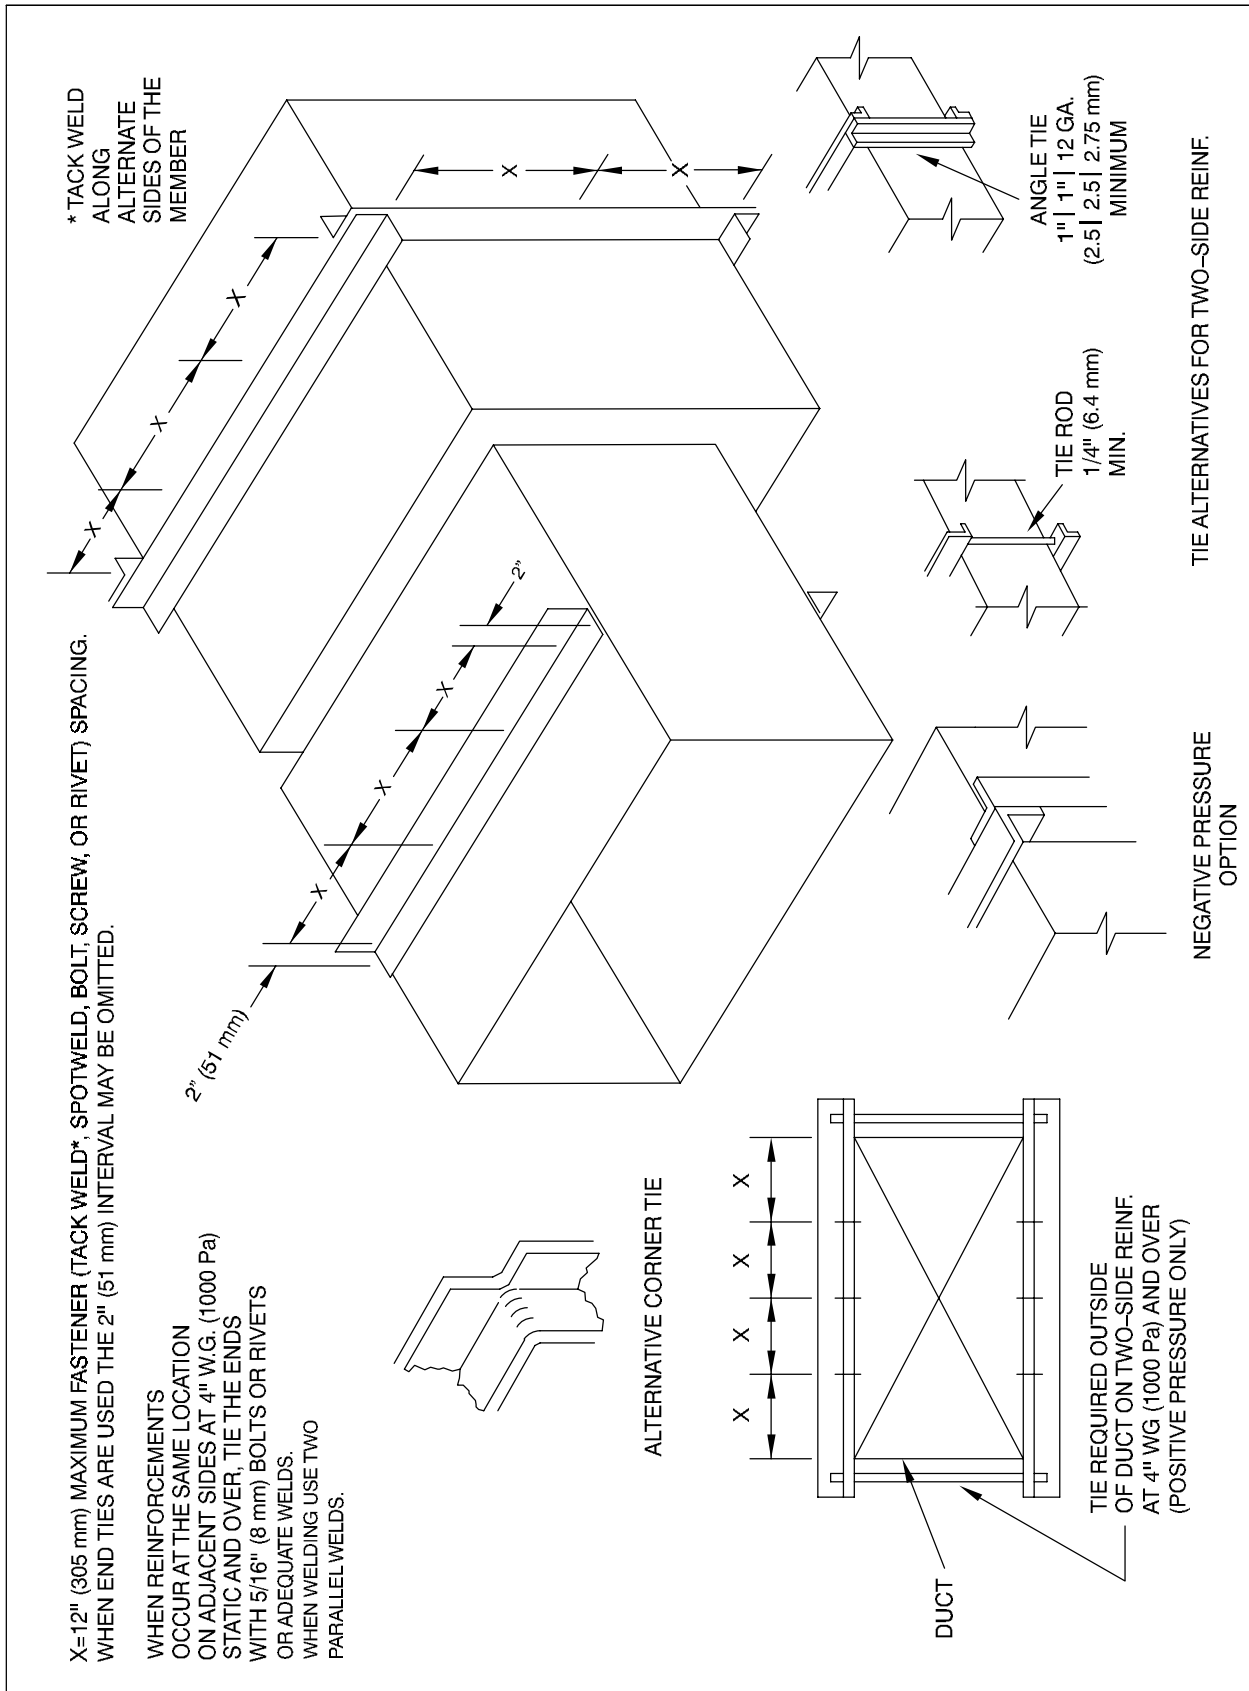 X=12" (305 mm) MAXIMUM FASTENER (TACK WELD*, SPOTWELD, BOLT, SCREW, OR RIVET) SPACING.
WHEN END TIES ARE USED THE 2" (51 mm) INTERVAL MAY BE OMITTED.
* TACK WELD
ALONG
ALTERNATE
SIDES OF THE
MEMBER
WHEN REINFORCEMENTS
OCCUR AT THE SAME LOCATION
ON ADJACENT SIDES AT 4" W.G. (1000 Pa)
STATIC AND OVER, TIE THE ENDS
WITH 5/16" (8 mm) BOLTS OR RIVETS
OR ADEQUATE WELDS.
WHEN WELDING USE TWO
PARALLEL WELDS.
2" (51 mm)
X
X
X
2"
X
X
X
X
X
ALTERNATIVE CORNER TIE
X
X
X
X
DUCT
TIE REQUIRED OUTSIDE
OF DUCT ON TWO–SIDE REINF.
AT 4" WG (1000 Pa) AND OVER
(POSITIVE PRESSURE ONLY)
NEGATIVE PRESSURE
OPTION
TIE ROD
1/4" (6.4 mm)
MIN.
ANGLE TIE
1" | 1" | 12 GA.
(2.5 | 2.5 | 2.75 mm)
MINIMUM
TIE ALTERNATIVES FOR TWO–SIDE REINF.